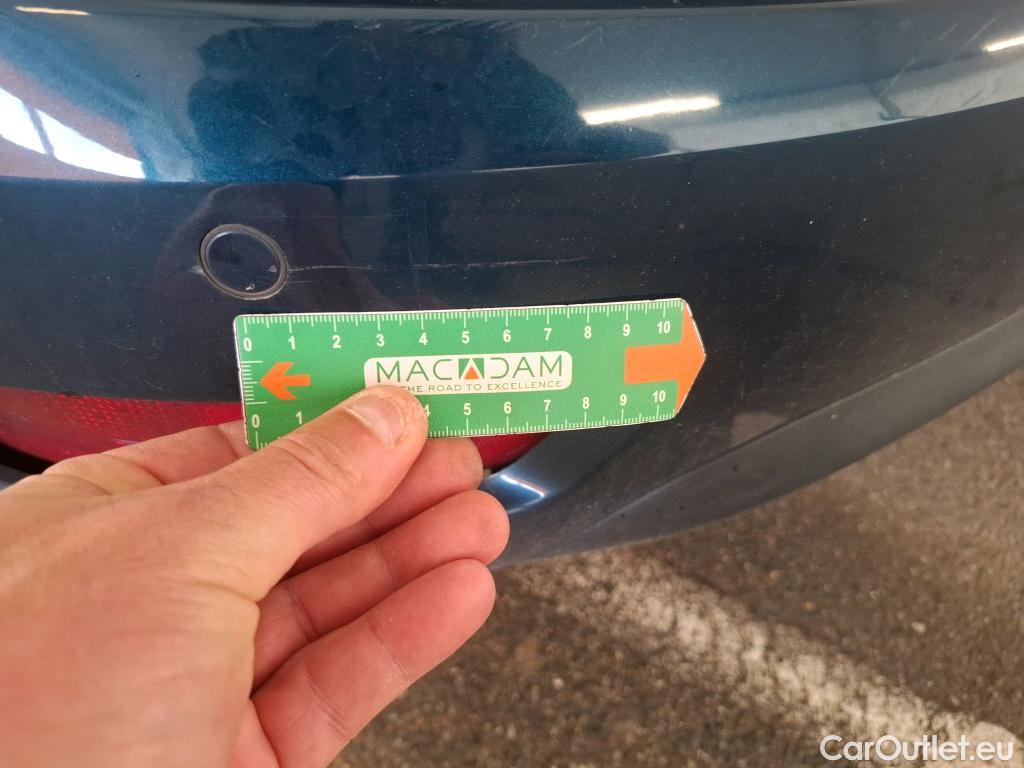 0 1 2 3 4 5 6 7 8 9 10
MACADAM
THE ROAD TO EXCELLENCE
0 1 4 5 6 7 8 9 10
CarOutlet.eu